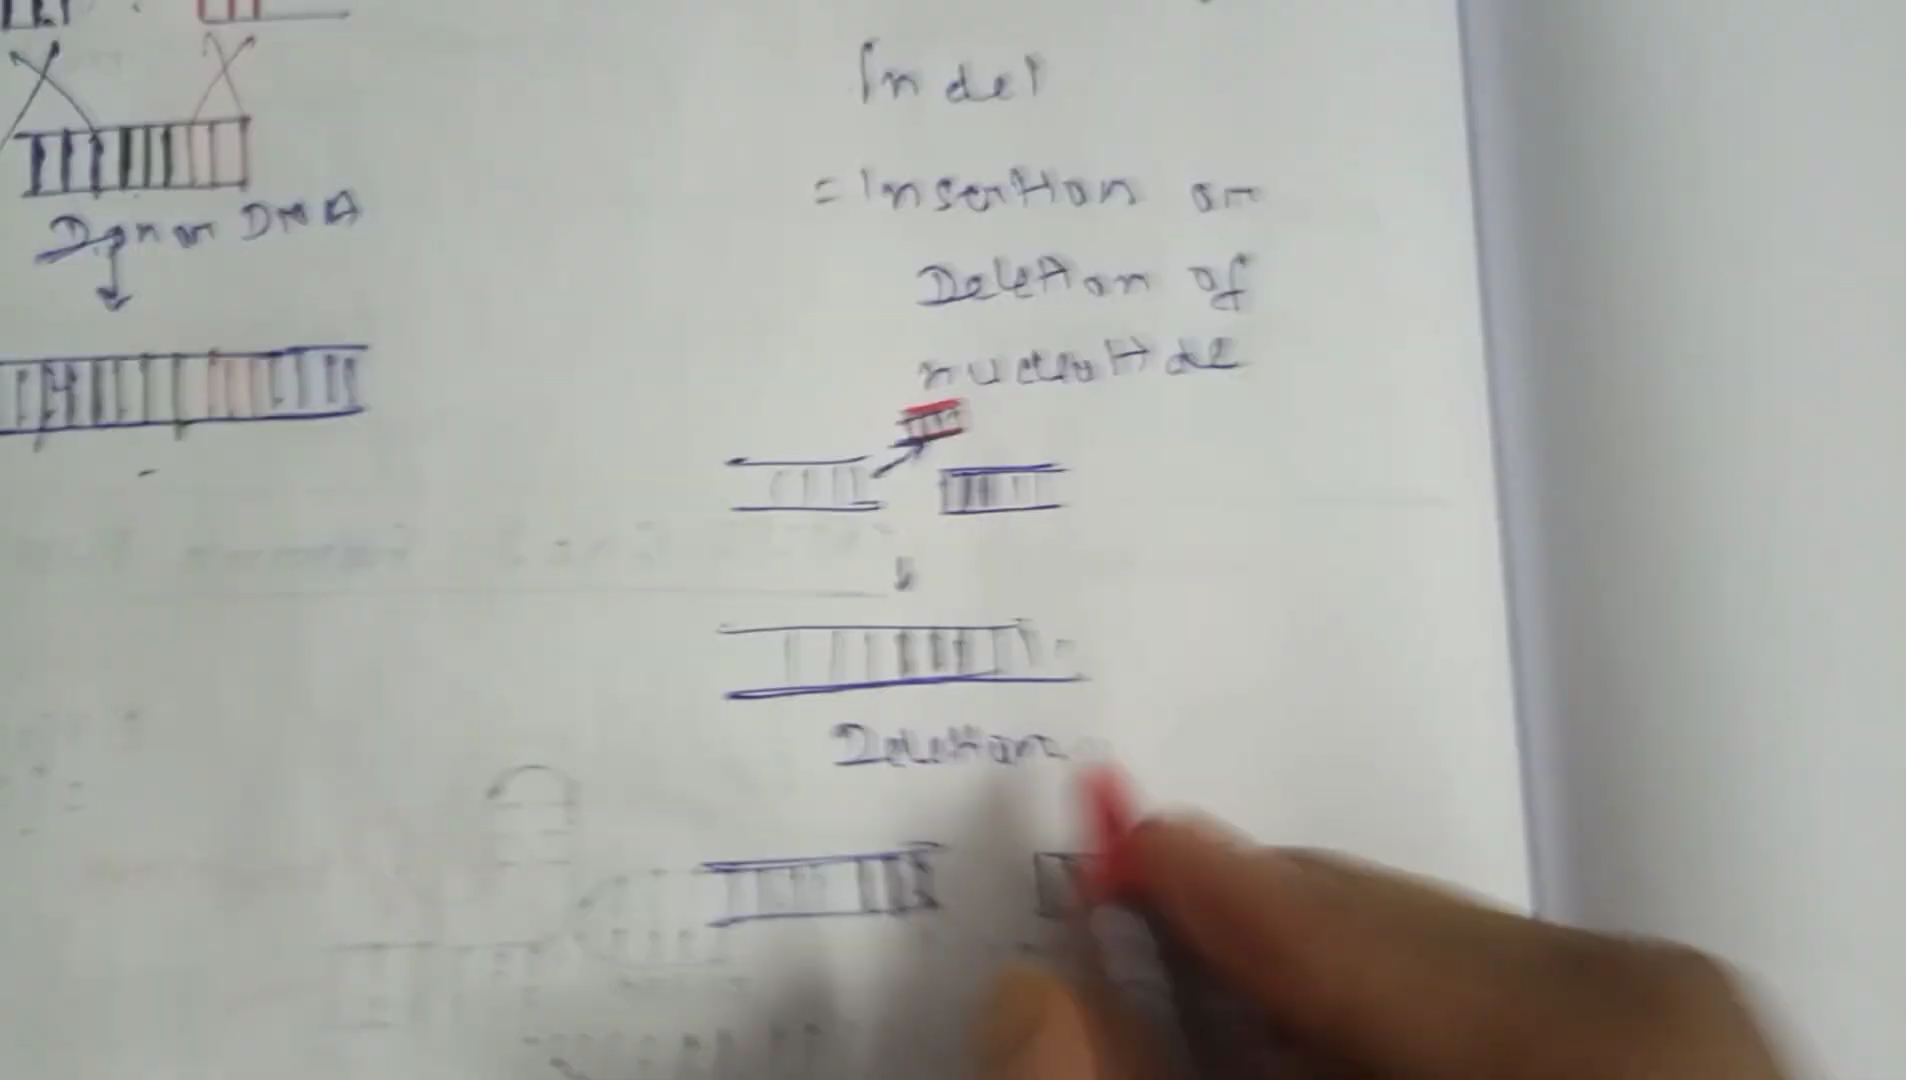 Donor DNA
Indel
= Insertion or
Deletion of
nucleotide
Deletion